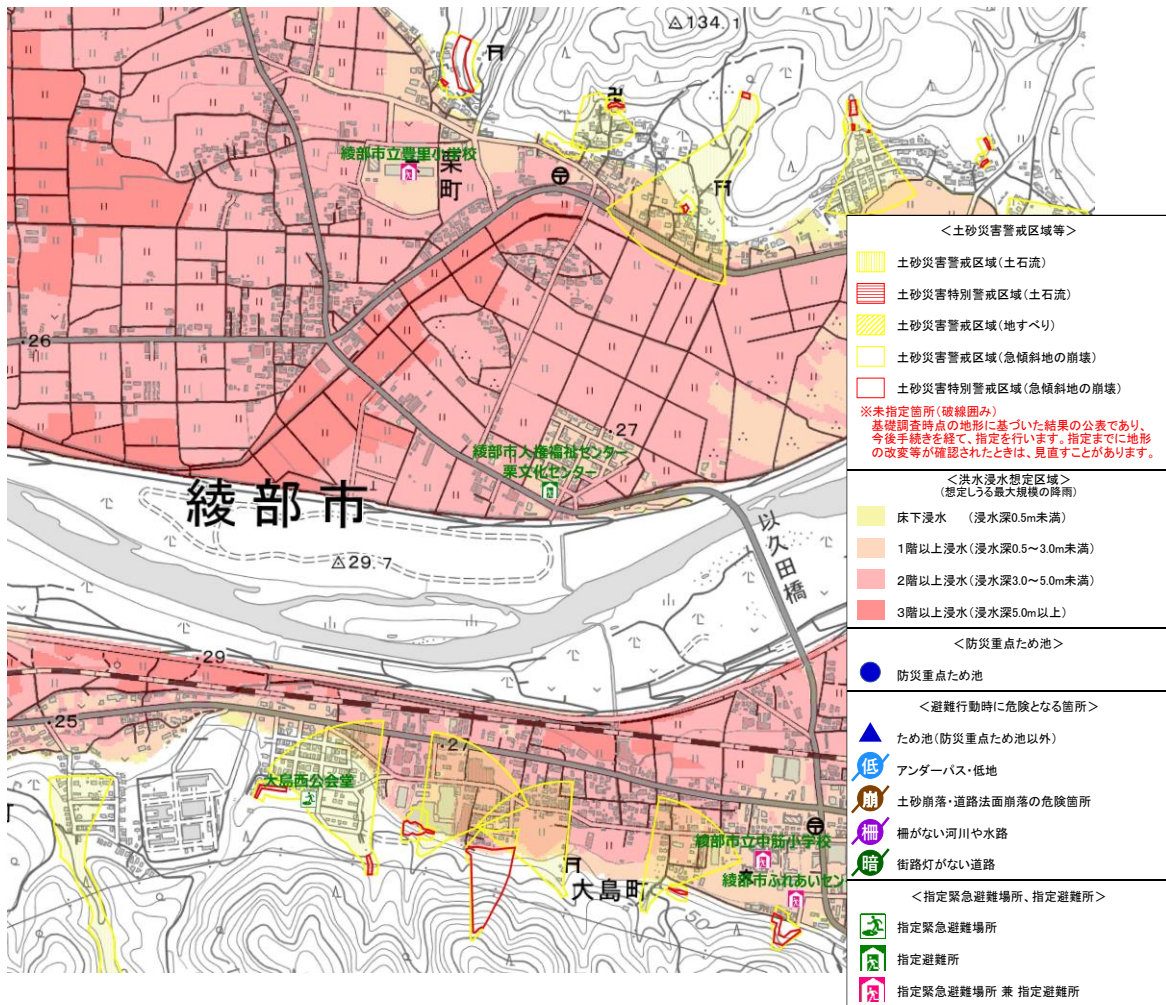 134.1
綾部市立豊里小学校
栗町
26
27
綾部市人権福祉センター
栗文化センター
綾部市
以久田橋
29.7
29
25
27
大島西公会堂
綾部市立中筋小学校
大島町
綾部市ふれあいセン
50
町
＜土砂災害警戒区域等＞
土砂災害警戒区域(土石流)
土砂災害特別警戒区域(土石流)
土砂災害警戒区域(地すべり)
土砂災害警戒区域(急傾斜地の崩壊)
土砂災害特別警戒区域(急傾斜地の崩壊)
※未指定箇所(破線囲み)
基礎調査時点の地形に基づいた結果の公表であり、
今後手続きを経て、指定を行います。指定までに地形
の改変等が確認されたときは、見直すことがあります。
＜洪水浸水想定区域＞
(想定しうる最大規模の降雨)
床下浸水　(浸水深0.5m未満)
1階以上浸水(浸水深0.5～3.0m未満)
2階以上浸水(浸水深3.0～5.0m未満)
3階以上浸水(浸水深5.0m以上)
＜防災重点ため池＞
防災重点ため池
＜避難行動時に危険となる箇所＞
ため池(防災重点ため池以外)
低 アンダーパス・低地
崩 土砂崩落・道路法面崩落の危険箇所
柵 柵がない河川や水路
暗 街路灯がない道路
＜指定緊急避難場所、指定避難所＞
指定緊急避難場所
指定避難所
指定緊急避難場所 兼 指定避難所